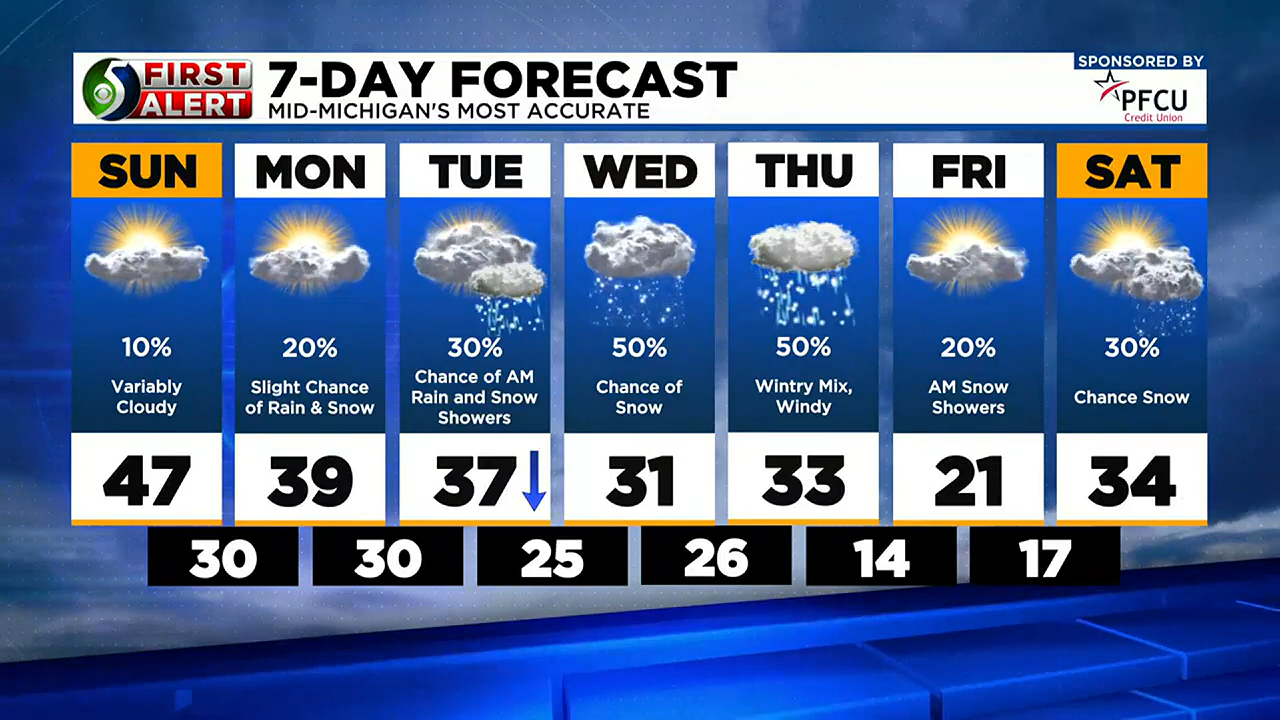 5 FIRST
ALERT
7-DAY FORECAST
MID-MICHIGAN'S MOST ACCURATE
SPONSORED BY
PFCU
Credit Union
SUN MON TUE WED THU FRI SAT
10% 20% 30% 50% 50% 20% 30%
Variably
Cloudy
Slight Chance
of Rain & Snow
Chance of AM
Rain and Snow
Showers
Chance of
Snow
Wintry Mix,
Windy
AM Snow
Showers
Chance Snow
47 39 37 31 33 21 34
30 30 25 26 14 17